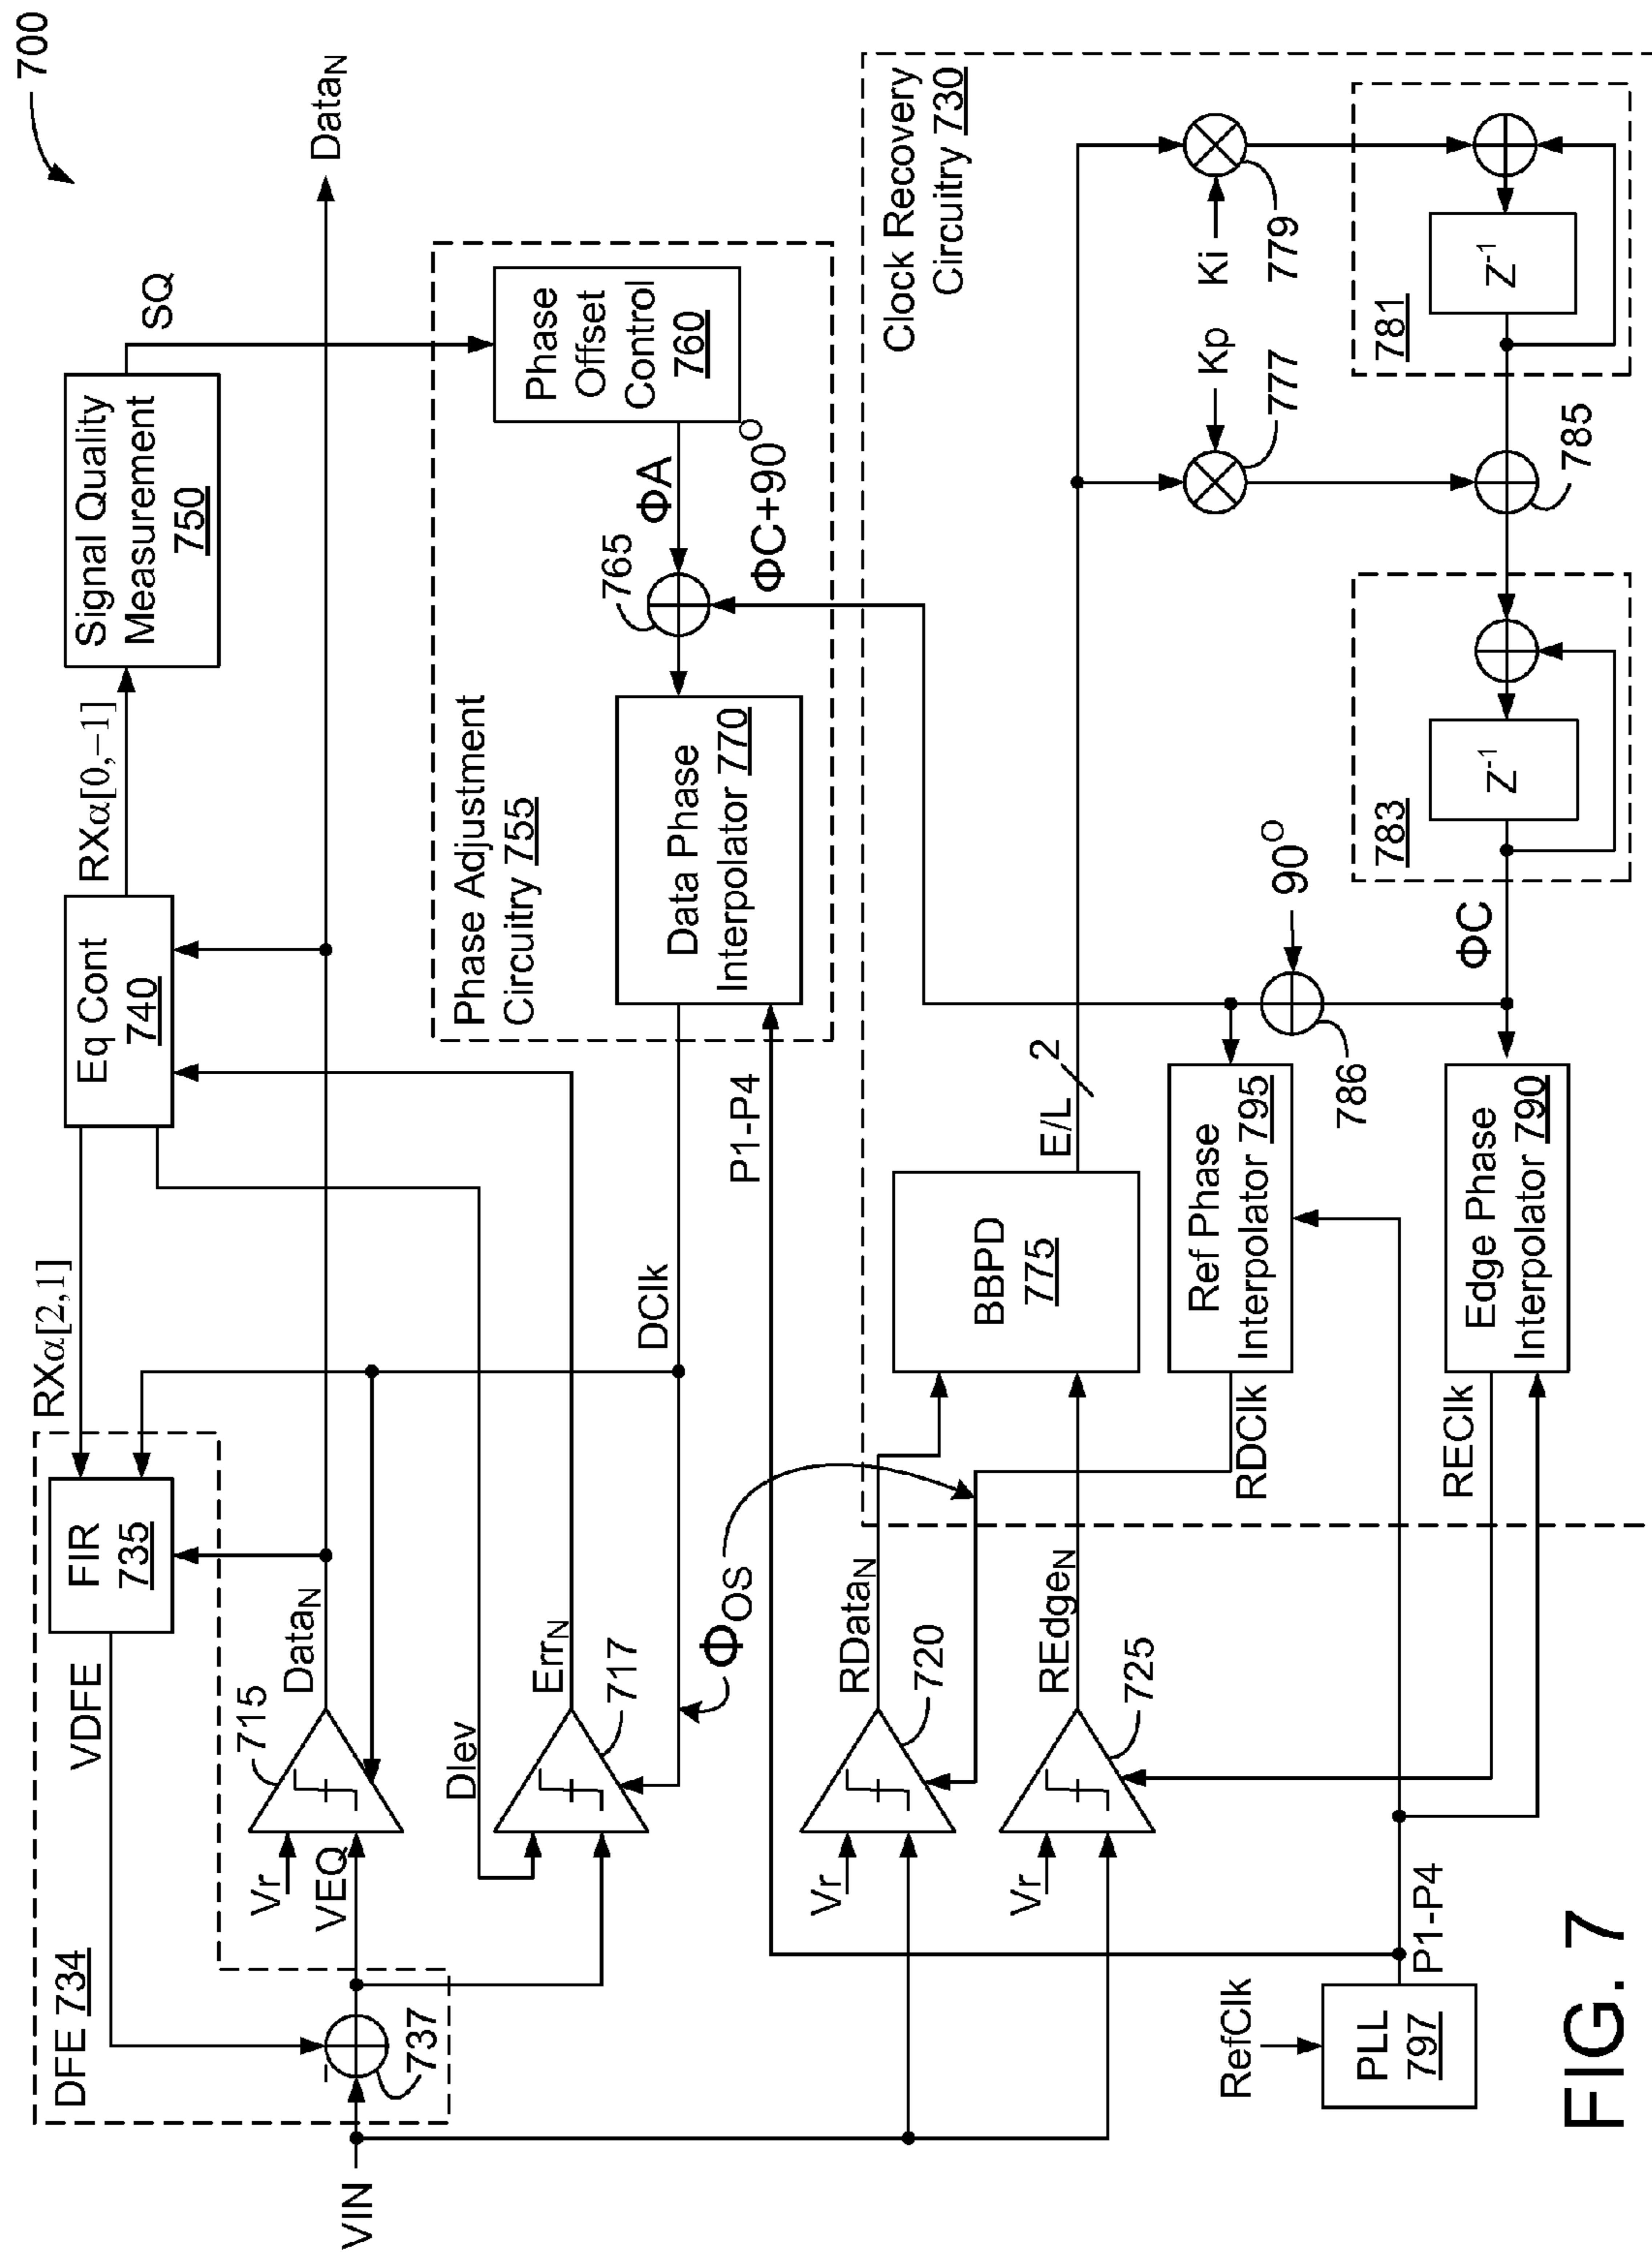 700
DFE 734
VDFE
FIR
735
RXα[2,1]
Eq Cont
740
RXα[0,−1]
Signal Quality
Measurement
750
SQ
VIN
737
VEQ
Vr
715
DataN
DataN
Dlev
ErrN
717
ΦOS
DClk
P1-P4
Phase Adjustment
Circuitry 755
Data Phase
Interpolator 770
765
ΦA
ΦC+90O
Phase
Offset
Control
760
Vr
RDataN
720
Vr
REdgeN
725
BBPD
775
E/L
2
Clock Recovery
Circuitry 730
RDClk
Ref Phase
Interpolator 795
786
90O
777
Kp
Ki
779
RefClk
PLL
797
P1-P4
REClk
Edge Phase
Interpolator 790
ΦC
783
Z-1
785
781
Z-1
FIG. 7